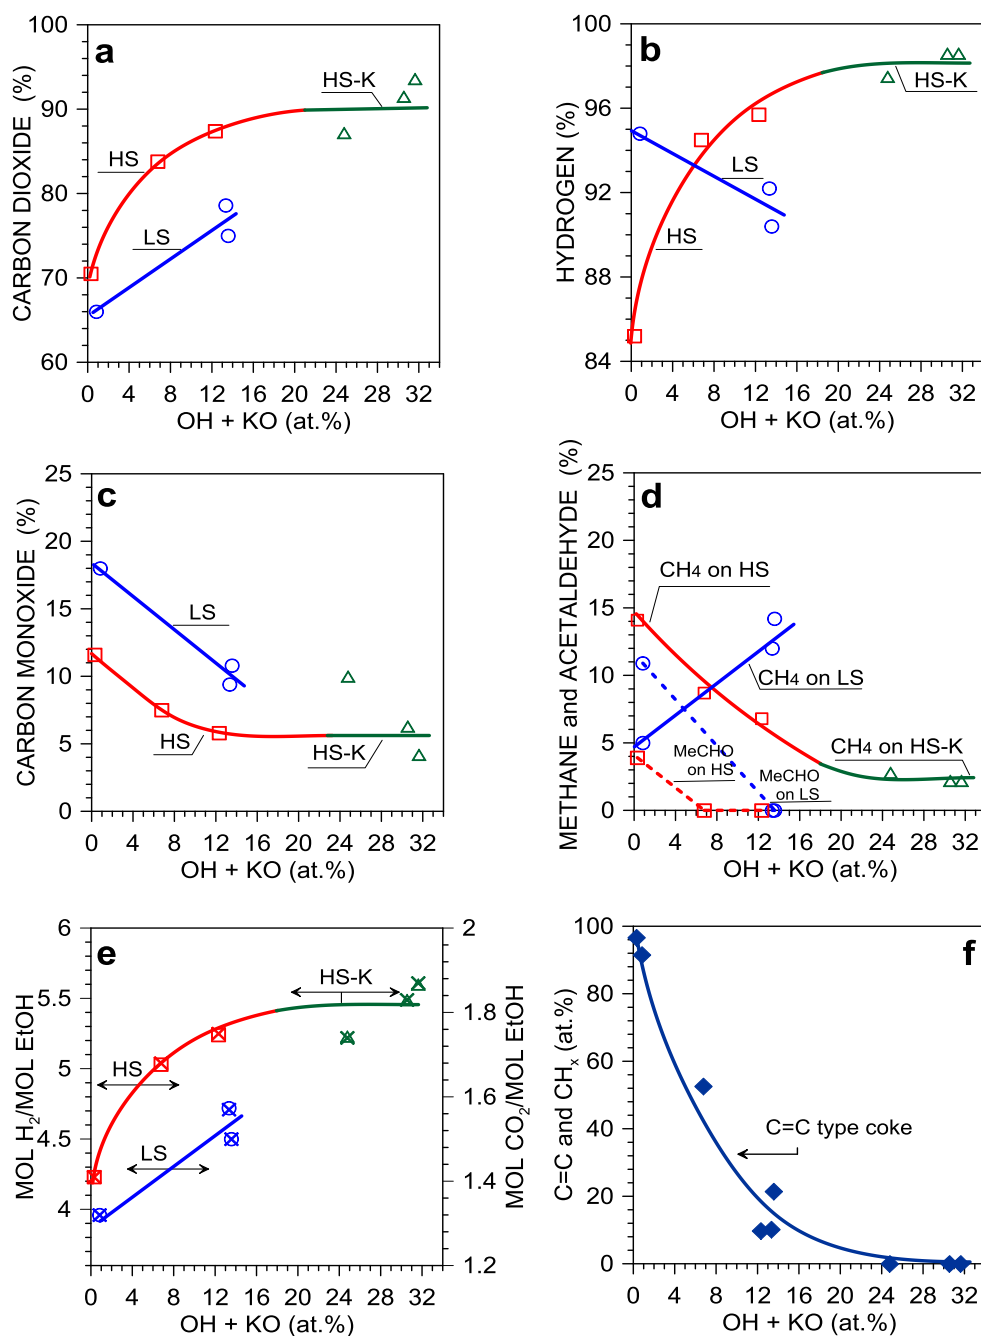 a
CARBON DIOXIDE (%)
100
90
80
70
60
HS-K
HS
LS
0 4 8 12 16 20 24 28 32
OH + KO (at.%)
b
HYDROGEN (%)
100
96
92
88
84
HS-K
LS
HS
0 4 8 12 16 20 24 28 32
OH + KO (at.%)
c
CARBON MONOXIDE (%)
25
20
15
10
5
0
LS
HS
HS-K
0 4 8 12 16 20 24 28 32
OH + KO (at.%)
d
METHANE and ACETALDEHYDE (%)
25
20
15
10
5
0
CH4 on HS
CH4 on LS
CH4 on HS-K
MeCHO
on HS
MeCHO
on LS
0 4 8 12 16 20 24 28 32
OH + KO (at.%)
e
MOL H2/MOL EtOH
6
5.5
5
4.5
4
HS-K
HS
LS
2
1.8
1.6
1.4
1.2
MOL CO2/MOL EtOH
0 4 8 12 16 20 24 28 32
OH + KO (at.%)
f
C=C and CHx (at.%)
100
80
60
40
20
0
C=C type coke
0 4 8 12 16 20 24 28 32
OH + KO (at.%)